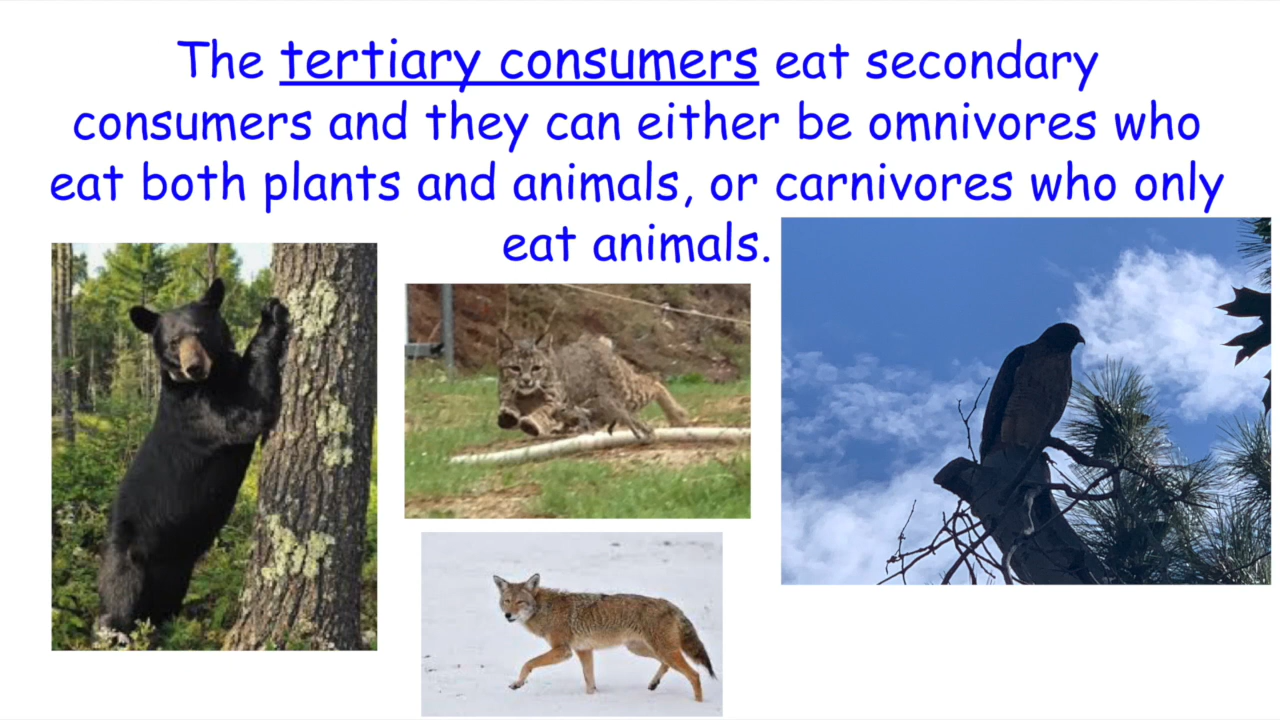 The tertiary consumers eat secondary
consumers and they can either be omnivores who
eat both plants and animals, or carnivores who only
eat animals.